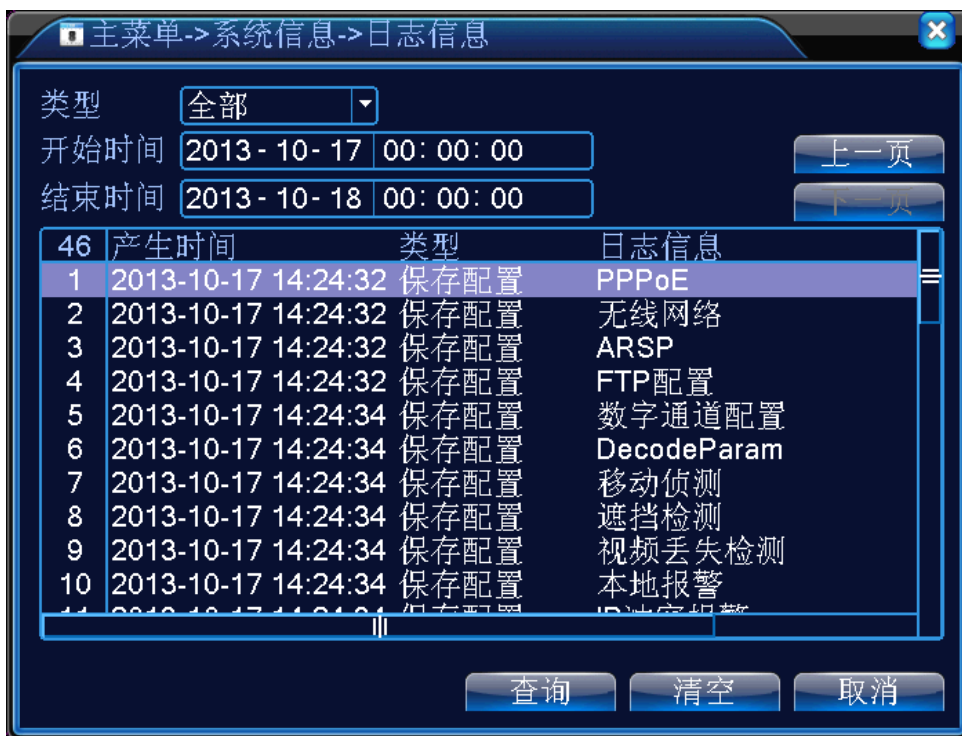 主菜单->系统信息->日志信息
类型 全部
开始时间 2013-10-17 00:00:00
上一页
结束时间 2013-10-18 00:00:00
下一页
46 产生时间 类型 日志信息
1 2013-10-17 14:24:32 保存配置 PPPoE
2 2013-10-17 14:24:32 保存配置 无线网络
3 2013-10-17 14:24:32 保存配置 ARSP
4 2013-10-17 14:24:32 保存配置 FTP配置
5 2013-10-17 14:24:34 保存配置 数字通道配置
6 2013-10-17 14:24:34 保存配置 DecodeParam
7 2013-10-17 14:24:34 保存配置 移动侦测
8 2013-10-17 14:24:34 保存配置 遮挡检测
9 2013-10-17 14:24:34 保存配置 视频丢失检测
10 2013-10-17 14:24:34 保存配置 本地报警
查询 清空 取消